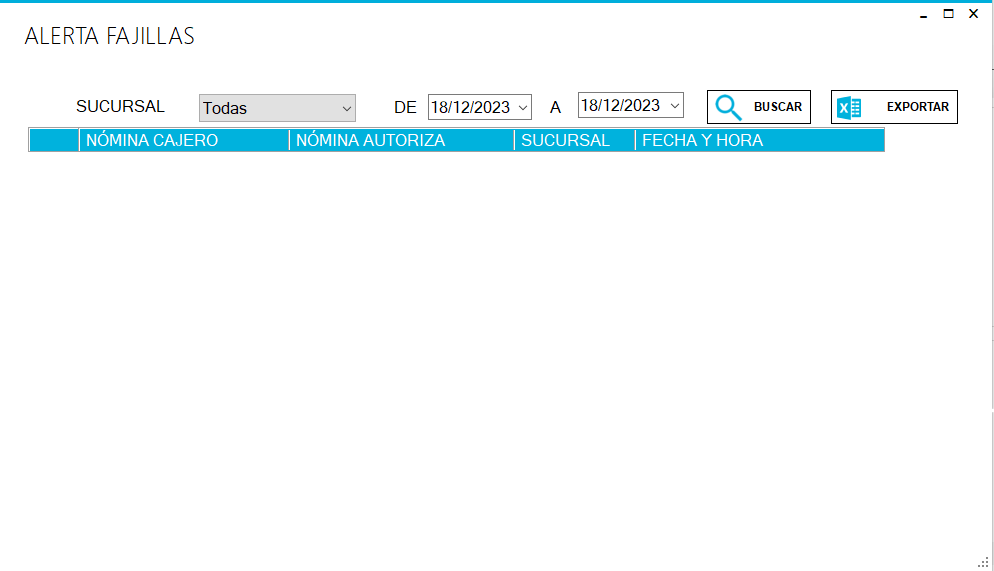 ALERTA FAJILLAS
SUCURSAL Todas DE 18/12/2023 A 18/12/2023 BUSCAR EXPORTAR
NÓMINA CAJERO NÓMINA AUTORIZA SUCURSAL FECHA Y HORA